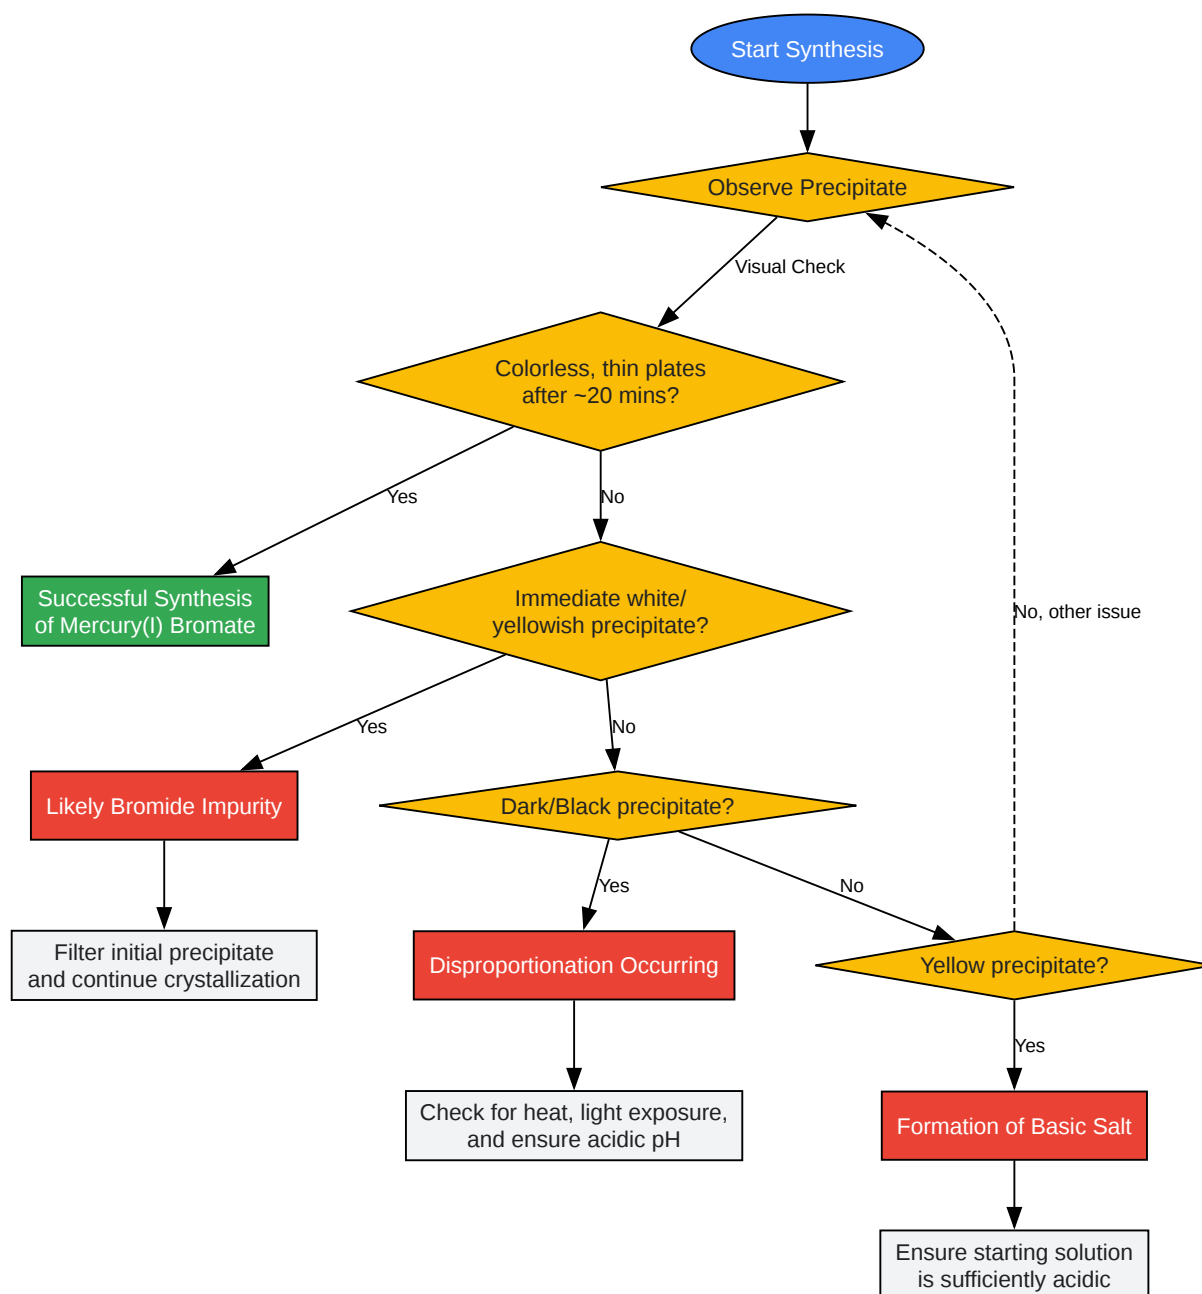 Start Synthesis
Observe Precipitate
Visual Check
Colorless, thin plates
after ~20 mins?
Yes
No
Successful Synthesis
of Mercury(I) Bromate
Immediate white/
yellowish precipitate?
No, other issue
Yes
No
Likely Bromide Impurity
Dark/Black precipitate?
Yes
No
Filter initial precipitate
and continue crystallization
Disproportionation Occurring
Yellow precipitate?
Yes
Check for heat, light exposure,
and ensure acidic pH
Formation of Basic Salt
Ensure starting solution
is sufficiently acidic